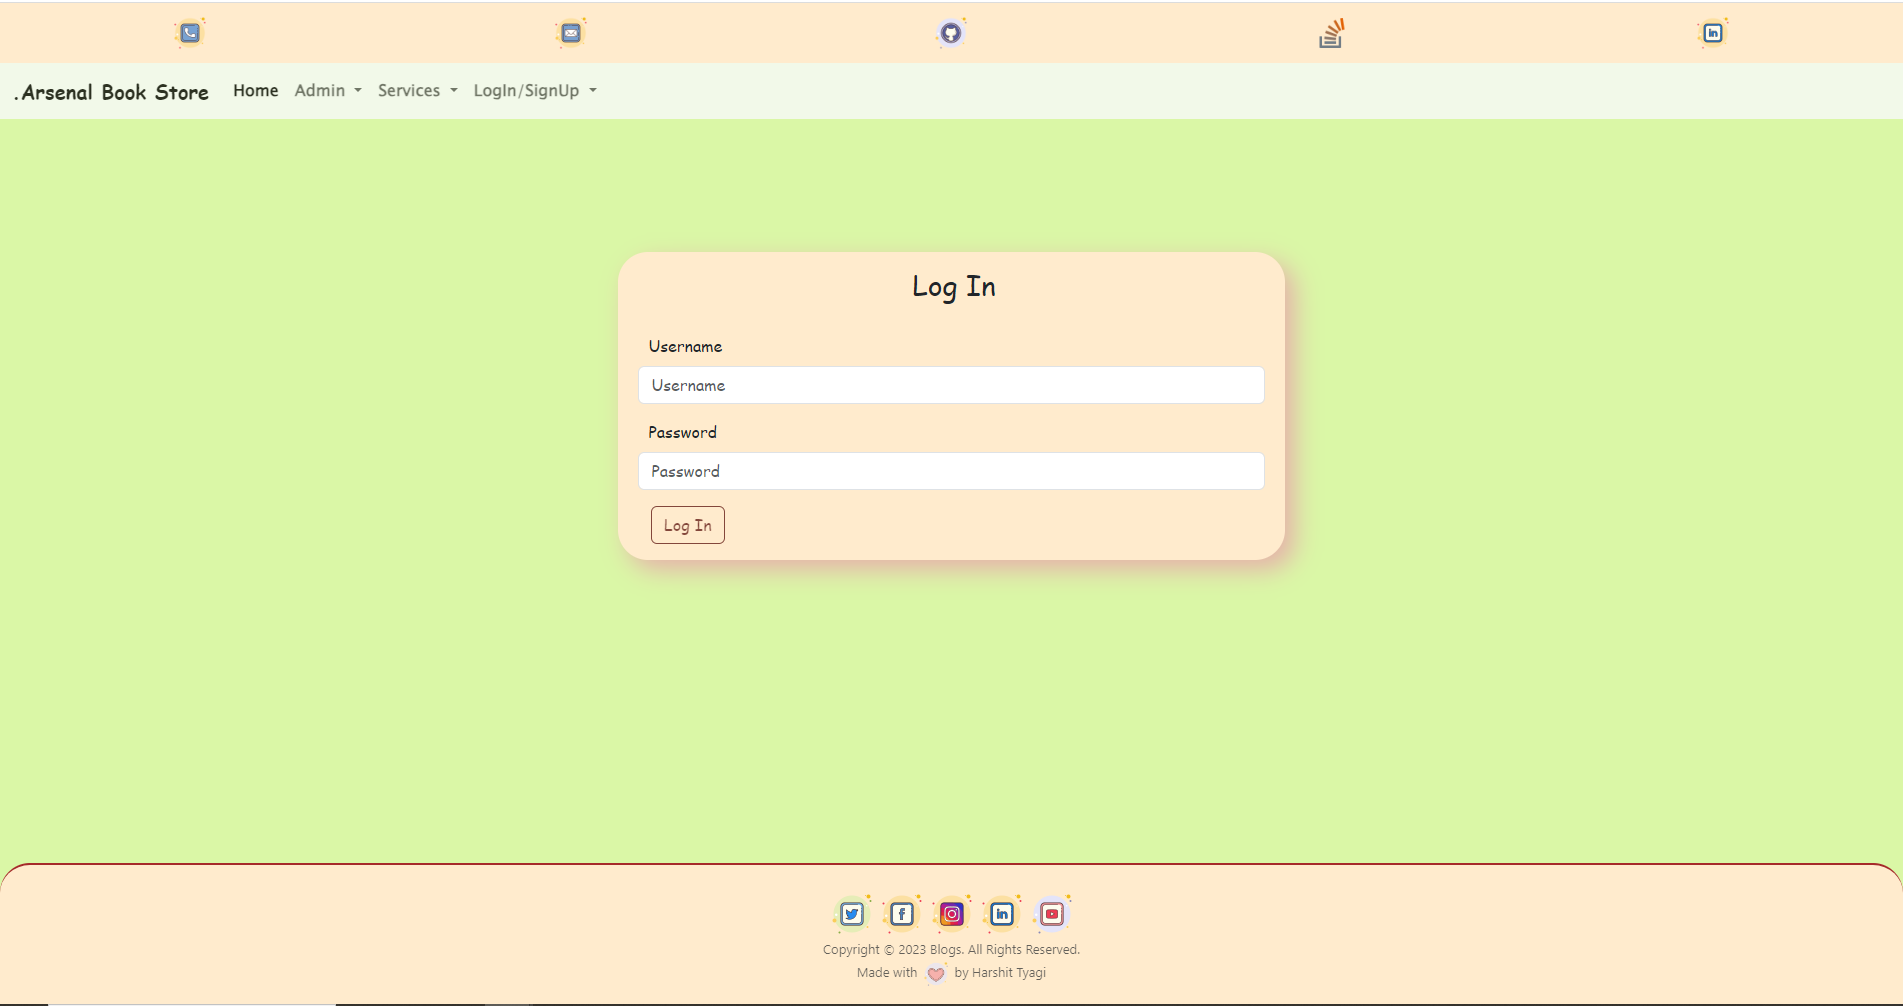 .Arsenal Book Store Home Admin Services LogIn/SignUp
Log In
Username
Username
Password
Password
Log In
Copyright © 2023 Blogs. All Rights Reserved.
Made with by Harshit Tyagi